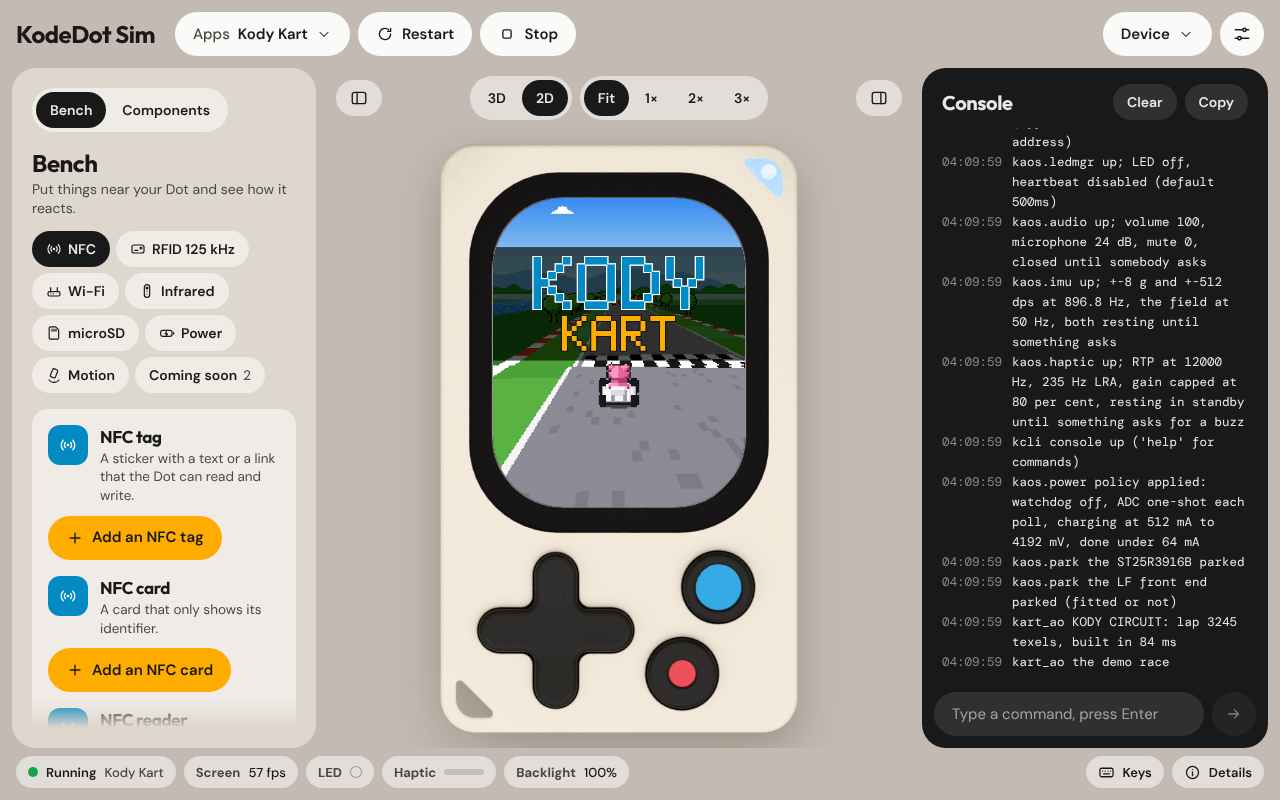 KodeDot Sim
Apps Kody Kart
Restart
Stop
Device
Bench
Components
Bench
Put things near your Dot and see how it
reacts.
NFC
RFID 125 kHz
Wi-Fi
Infrared
microSD
Power
Motion
Coming soon 2
NFC tag
A sticker with a text or a link
that the Dot can read and
write.
Add an NFC tag
NFC card
A card that only shows its
identifier.
Add an NFC card
NFC reader
3D
2D
Fit
1×
2×
3×
KODY
KART
Console
Clear
Copy
address)
04:09:59 kaos.ledmgr up; LED off,
heartbeat disabled (default
500ms)
04:09:59 kaos.audio up; volume 100,
microphone 24 dB, mute 0,
closed until somebody asks
04:09:59 kaos.imu up; +-8 g and +-512
dps at 896.8 Hz, the field at
50 Hz, both resting until
something asks
04:09:59 kaos.haptic up; RTP at 12000
Hz, 235 Hz LRA, gain capped at
80 per cent, resting in standby
until something asks for a buzz
04:09:59 kcli console up ('help' for
commands)
04:09:59 kaos.power policy applied:
watchdog off, ADC one-shot each
poll, charging at 512 mA to
4192 mV, done under 64 mA
04:09:59 kaos.park the ST25R3916B parked
04:09:59 kaos.park the LF front end
parked (fitted or not)
04:09:59 kart_ao KODY CIRCUIT: lap 3245
texels, built in 84 ms
04:09:59 kart_ao the demo race
Type a command, press Enter
Running Kody Kart
Screen 57 fps
LED
Haptic
Backlight 100%
Keys
Details